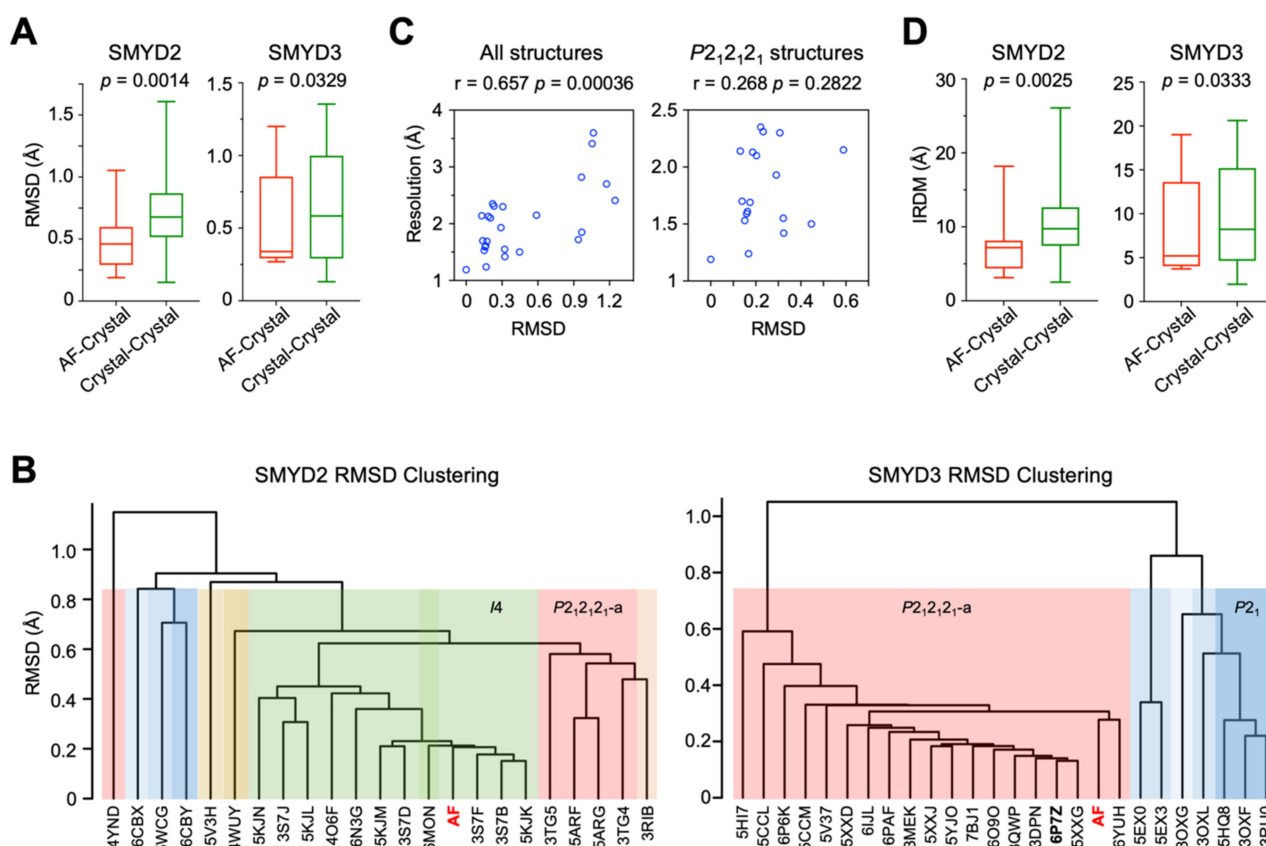 A
SMYD2
p = 0.0014
SMYD3
p = 0.0329
RMSD (Å)
1.5
1.0
0.5
0
1.5
1.0
0.5
0
AF-Crystal
Crystal-Crystal
AF-Crystal
Crystal-Crystal
C
All structures
r = 0.657 p = 0.00036
P2₁2₁2₁ structures
r = 0.268 p = 0.2822
Resolution (Å)
4
3
2
1
0 0.3 0.6 0.9 1.2
RMSD
2.5
2.0
1.5
1
0 0.2 0.4 0.6
RMSD
D
SMYD2
p = 0.0025
SMYD3
p = 0.0333
IRDM (Å)
30
20
10
0
25
20
15
10
5
0
AF-Crystal
Crystal-Crystal
AF-Crystal
Crystal-Crystal
B
SMYD2 RMSD Clustering
RMSD (Å)
1.0
0.8
0.6
0.4
0.2
0
I4
P2₁2₁2₁-a
4YND
6CBX
WCG
6CBY
5V3H
4WUY
5KJN
3S7J
5KJL
4O6F
6N3G
5KJM
3S7D
6MON
AF
3S7F
3S7B
5KJK
3TG5
5ARF
5ARG
3TG4
3RIB
SMYD3 RMSD Clustering
1.0
0.8
0.6
0.4
0.2
0
P2₁2₁2₁-a
P2₁
5HI7
5CCL
6P6K
5CCM
5V37
5XXD
6IJL
6PAF
3MEK
5XXJ
5YJO
7BJ1
6O9O
3QWP
3DPN
6P7Z
5XXG
AF
6YUH
5EX0
5EX3
3OXG
3OXL
5HQ8
3OXF